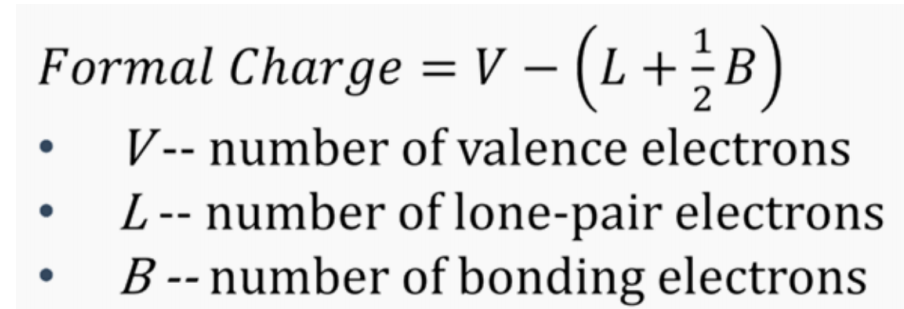 Formal Charge = V − (L + ½B)
• V-- number of valence electrons
• L -- number of lone-pair electrons
• B -- number of bonding electrons